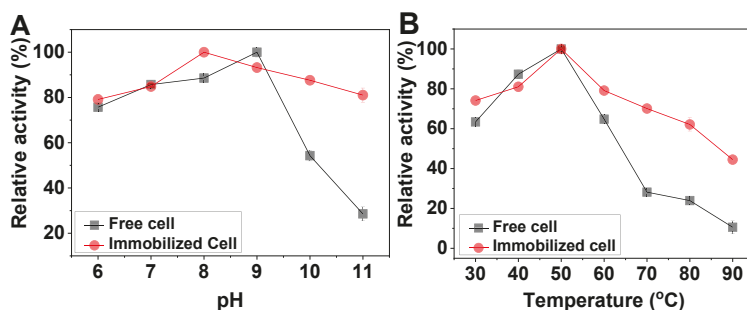 A
Relative activity (%)
100
80
60
40
20
Free cell
Immobilized Cell
6 7 8 9 10 11
pH
B
Relative activity (%)
100
80
60
40
20
0
Free cell
Immobilized cell
30 40 50 60 70 80 90
Temperature (°C)